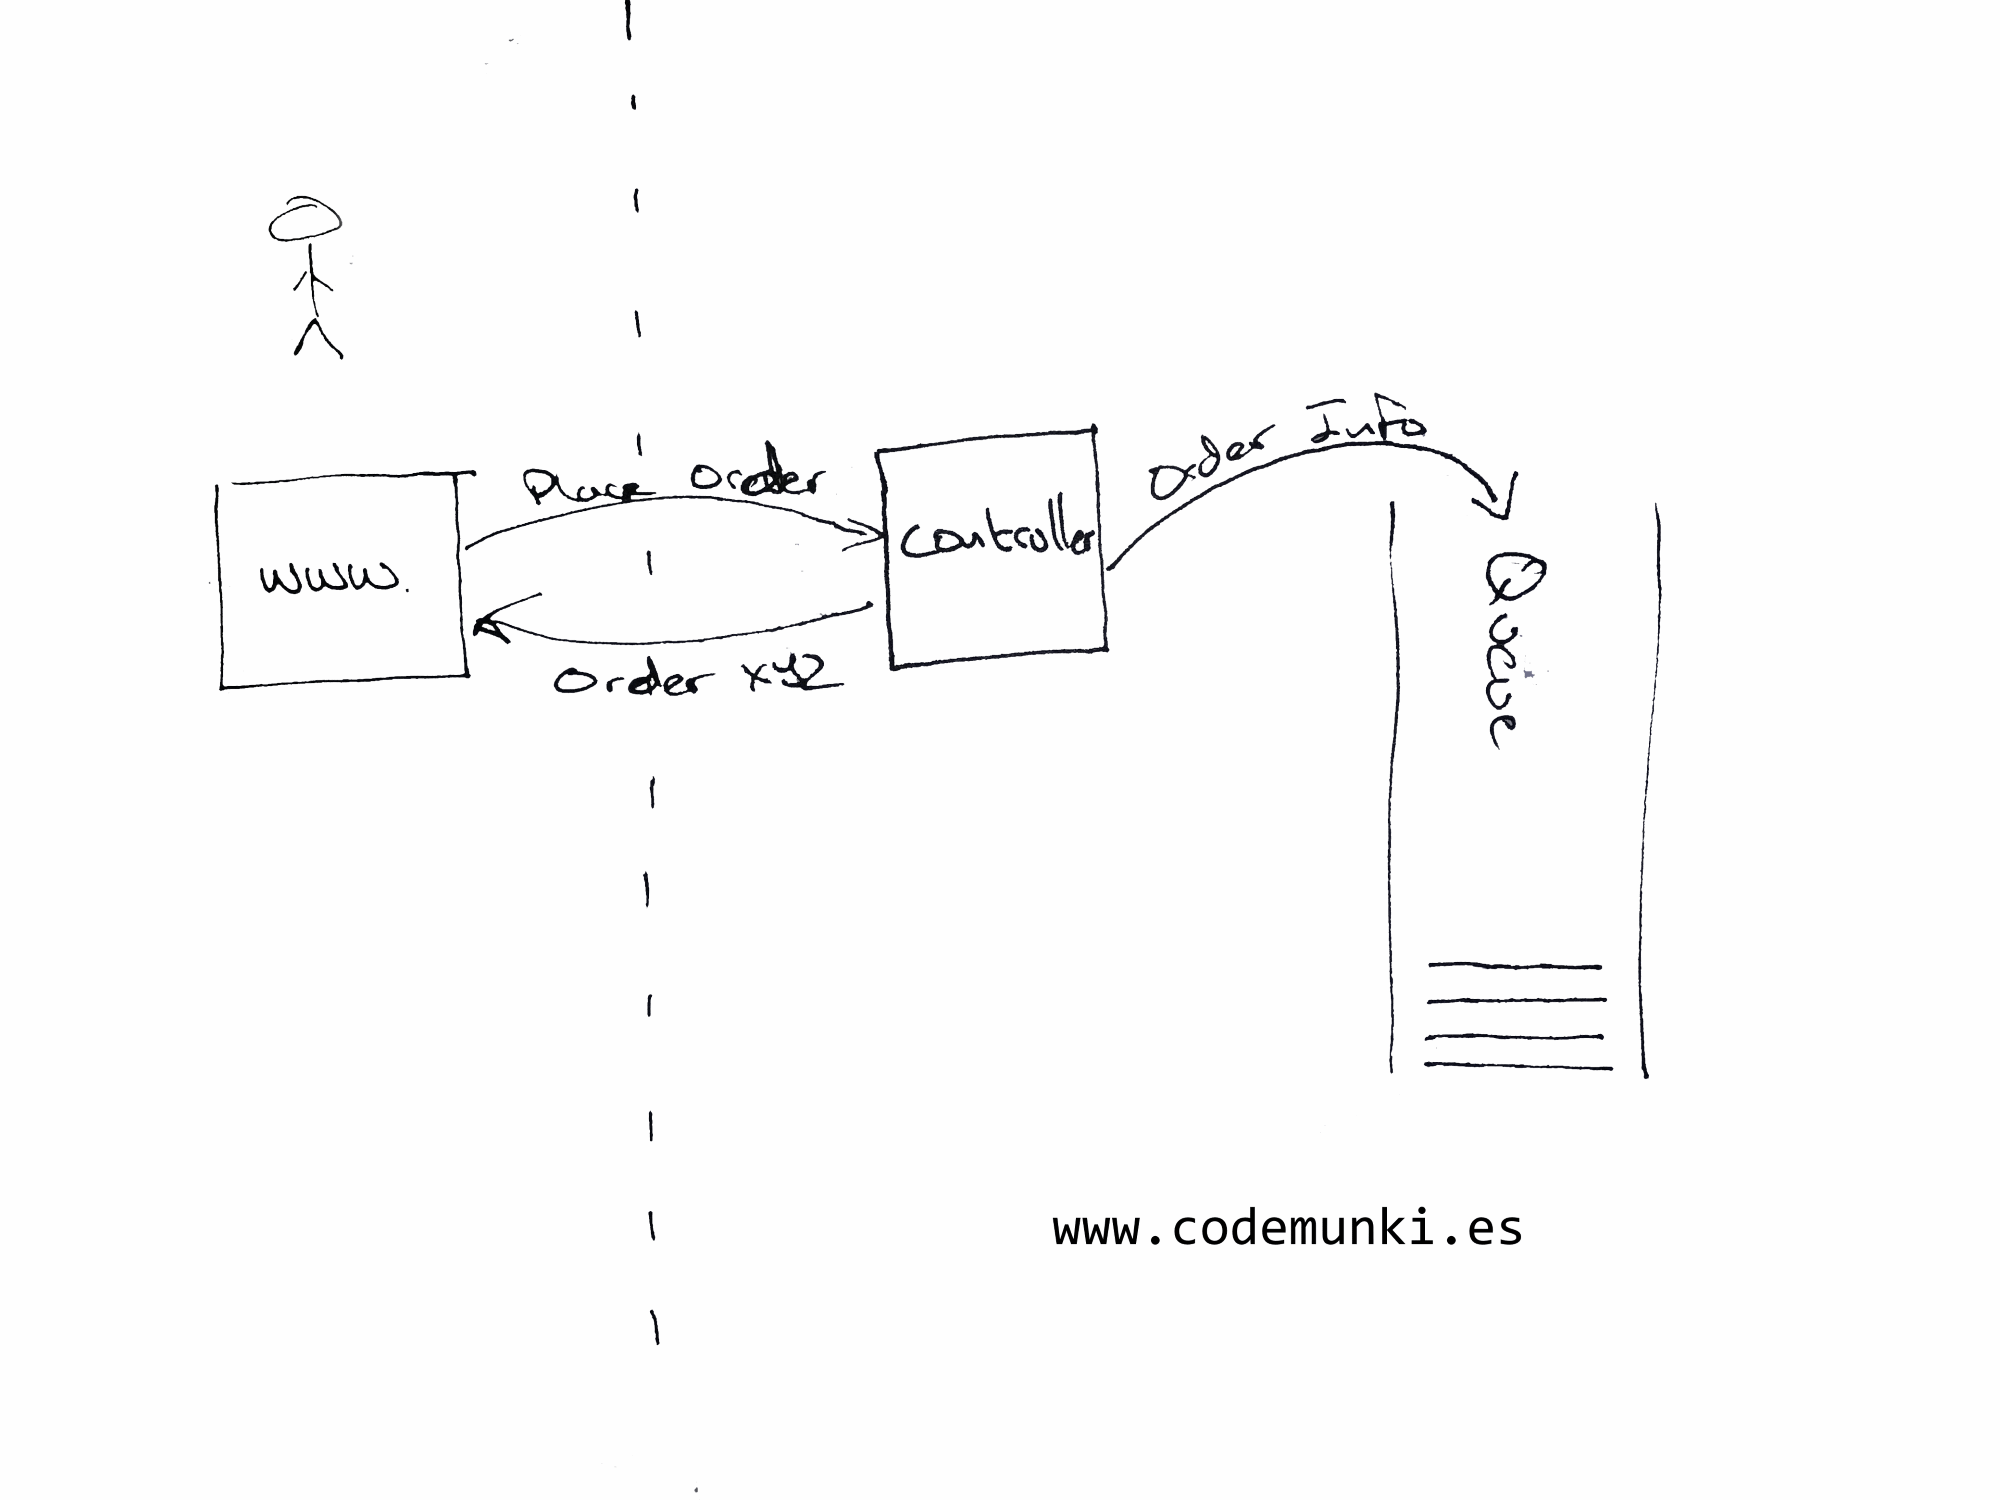 Place Order
www.
Controller
Order xyz
Order Info
Queue
www.codemunki.es